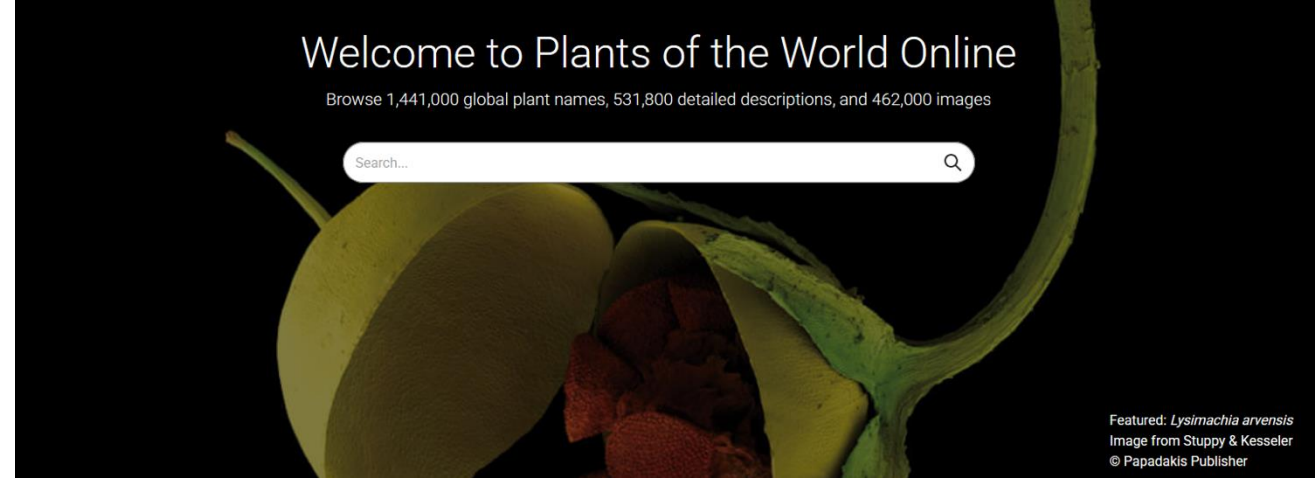 Welcome to Plants of the World Online
Browse 1,441,000 global plant names, 531,800 detailed descriptions, and 462,000 images
Search...
Featured: Lysimachia arvensis
Image from Stuppy & Kesseler
© Papadakis Publisher